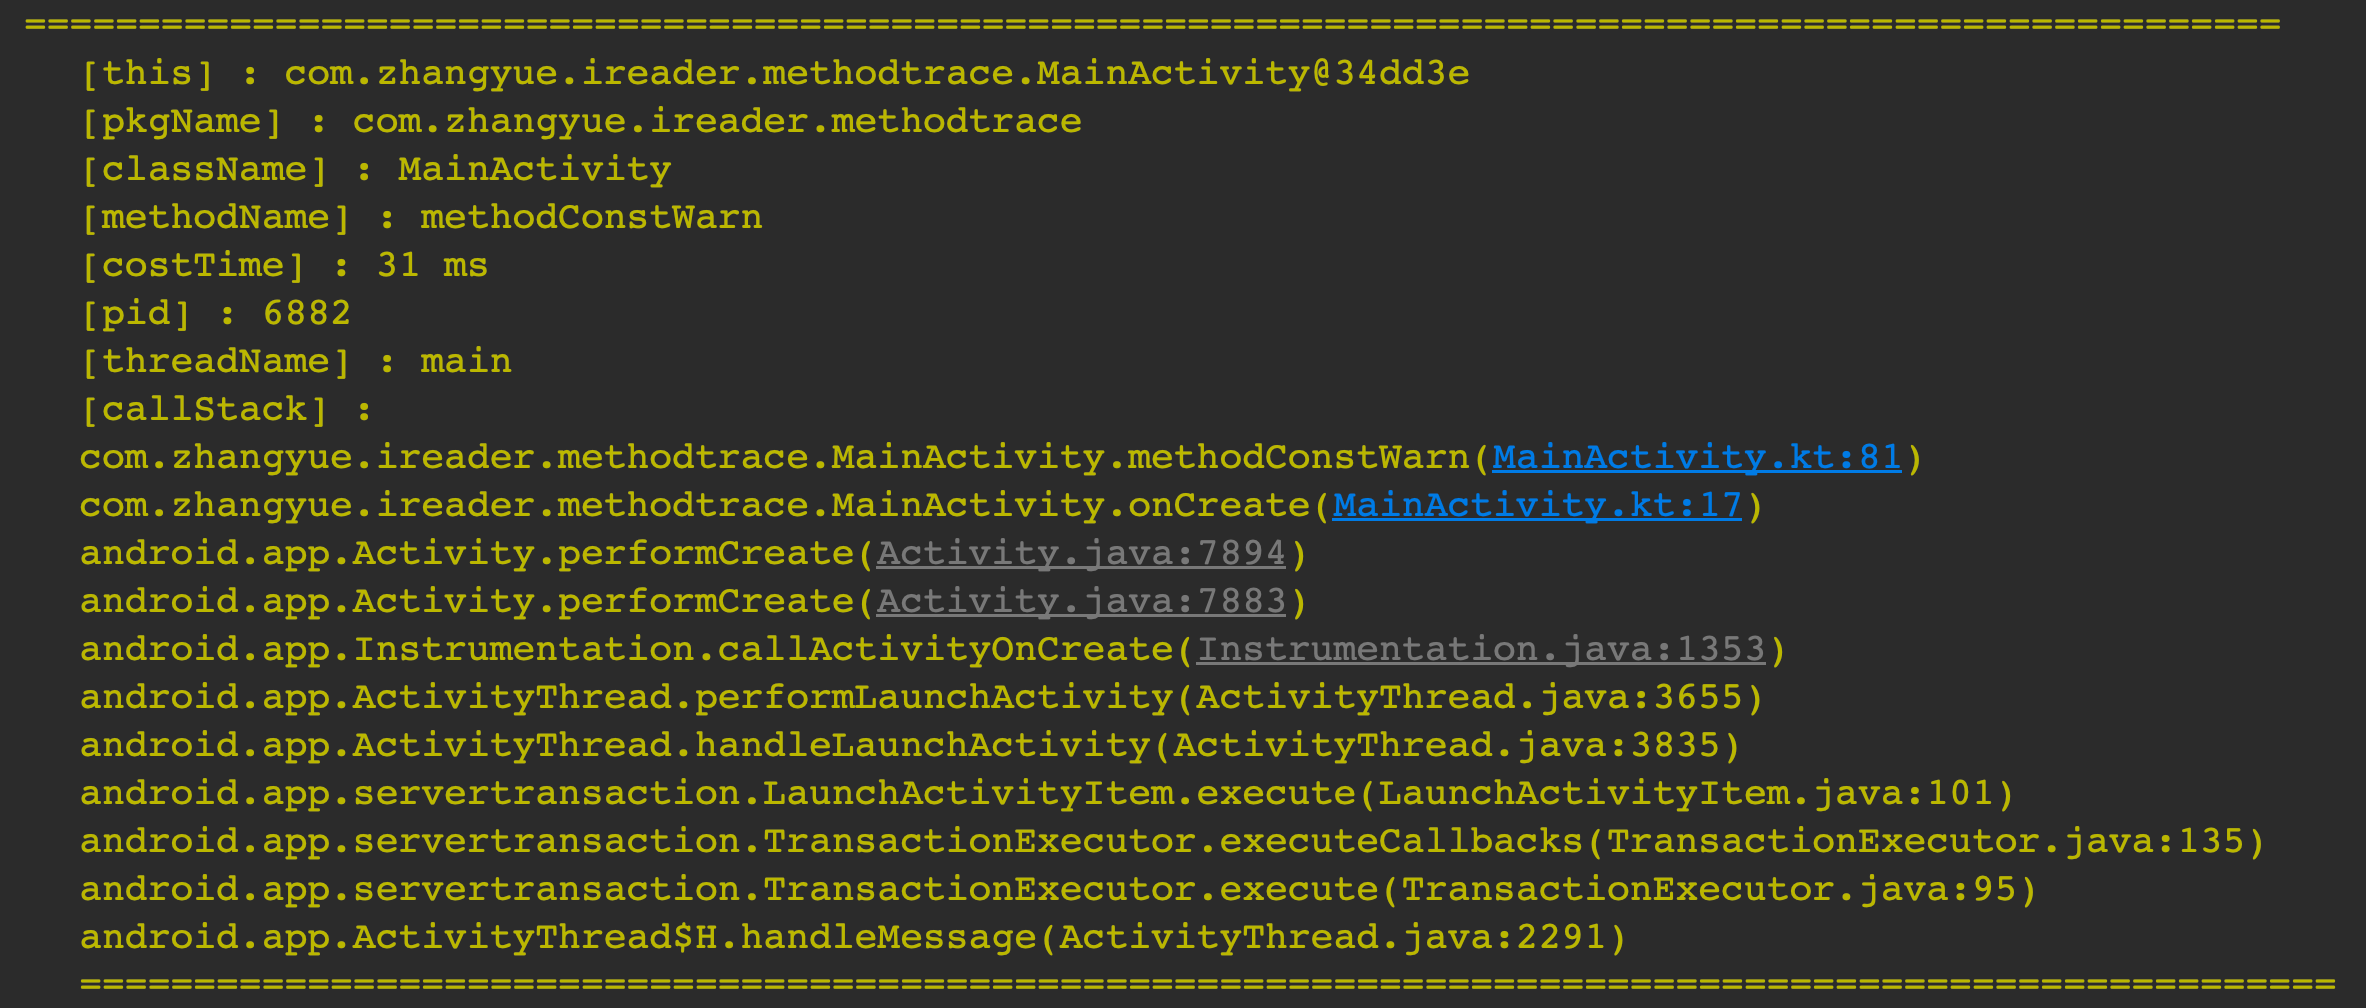 ===================================================================================================
[this] : com.zhangyue.ireader.methodtrace.MainActivity@34dd3e
[pkgName] : com.zhangyue.ireader.methodtrace
[className] : MainActivity
[methodName] : methodConstWarn
[costTime] : 31 ms
[pid] : 6882
[threadName] : main
[callStack] :
com.zhangyue.ireader.methodtrace.MainActivity.methodConstWarn(MainActivity.kt:81)
com.zhangyue.ireader.methodtrace.MainActivity.onCreate(MainActivity.kt:17)
android.app.Activity.performCreate(Activity.java:7894)
android.app.Activity.performCreate(Activity.java:7883)
android.app.Instrumentation.callActivityOnCreate(Instrumentation.java:1353)
android.app.ActivityThread.performLaunchActivity(ActivityThread.java:3655)
android.app.ActivityThread.handleLaunchActivity(ActivityThread.java:3835)
android.app.servertransaction.LaunchActivityItem.execute(LaunchActivityItem.java:101)
android.app.servertransaction.TransactionExecutor.executeCallbacks(TransactionExecutor.java:135)
android.app.servertransaction.TransactionExecutor.execute(TransactionExecutor.java:95)
android.app.ActivityThread$H.handleMessage(ActivityThread.java:2291)
===================================================================================================